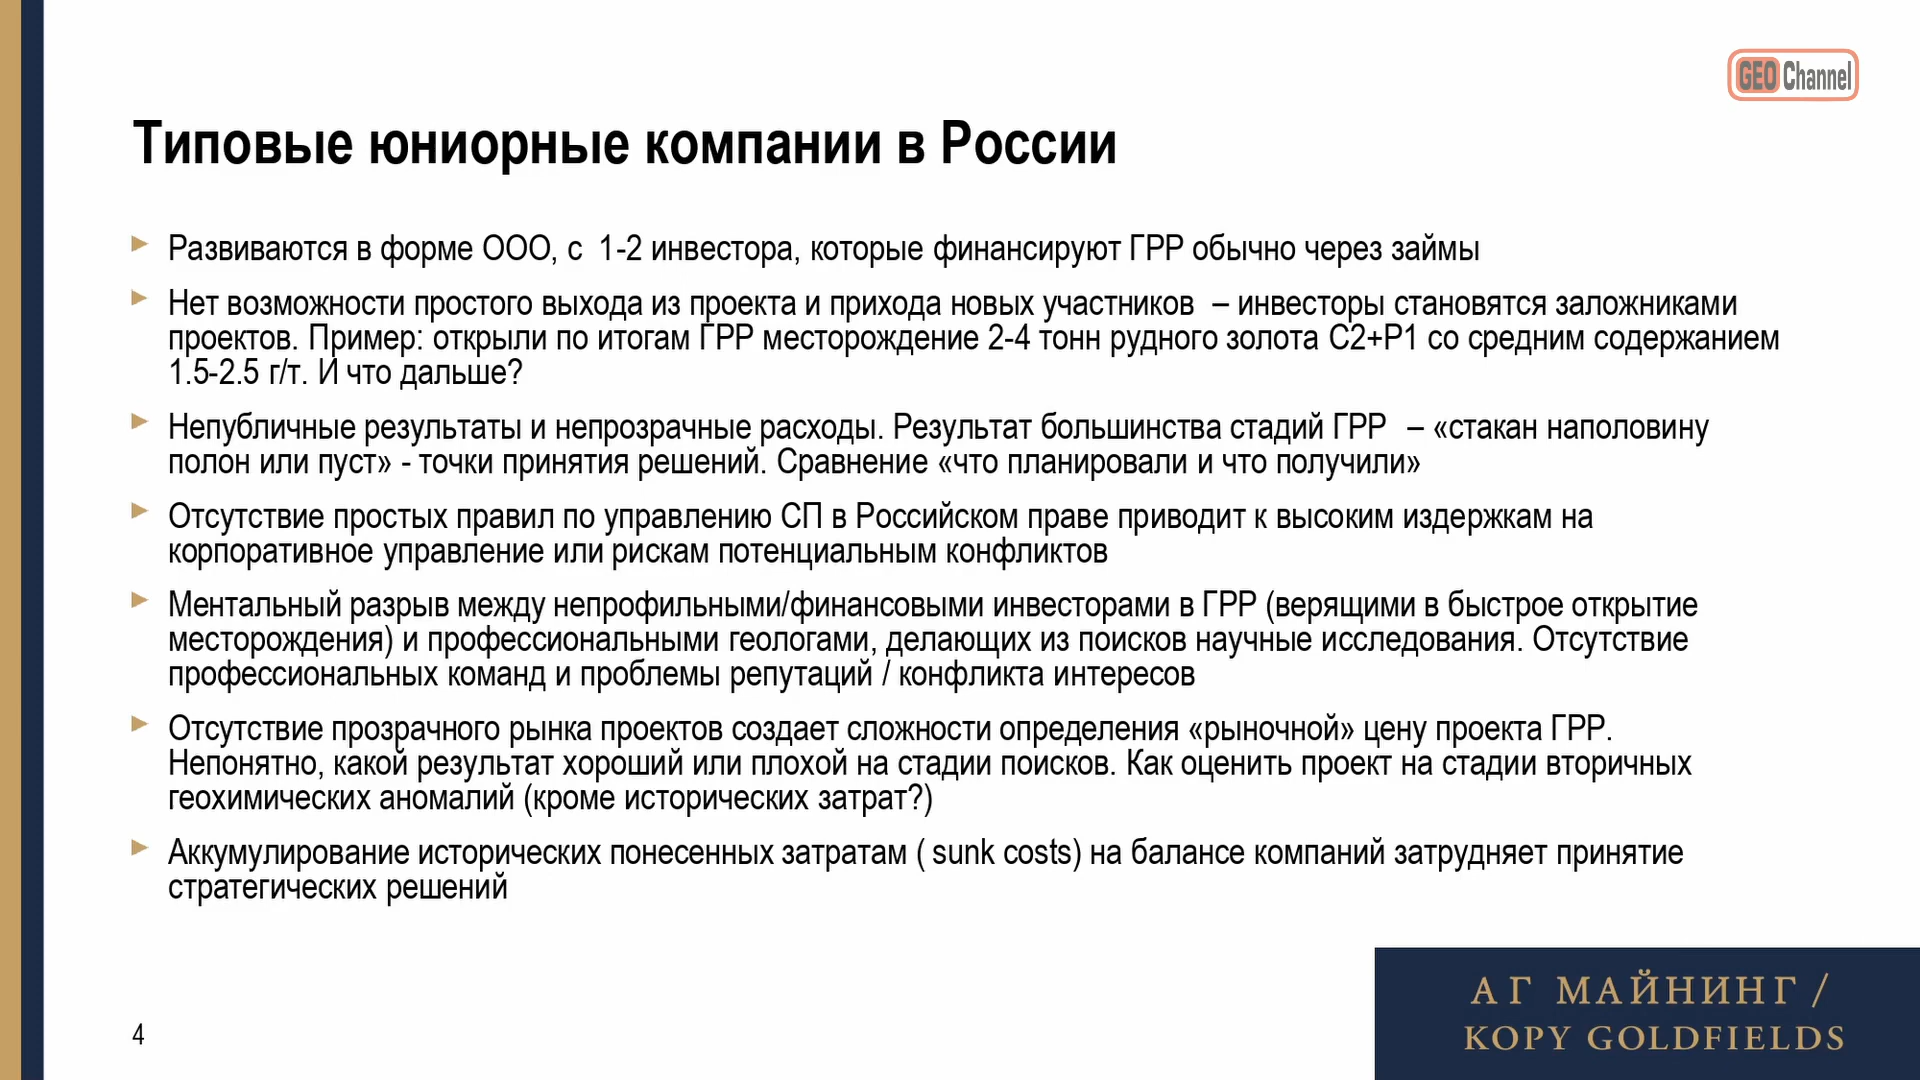 GEO Channel
Типовые юниорные компании в России
Развиваются в форме ООО, с 1-2 инвестора, которые финансируют ГРР обычно через займы
Нет возможности простого выхода из проекта и прихода новых участников – инвесторы становятся заложниками
проектов. Пример: открыли по итогам ГРР месторождение 2-4 тонн рудного золота С2+Р1 со средним содержанием
1.5-2.5 г/т. И что дальше?
Непубличные результаты и непрозрачные расходы. Результат большинства стадий ГРР – «стакан наполовину
полон или пуст» - точки принятия решений. Сравнение «что планировали и что получили»
Отсутствие простых правил по управлению СП в Российском праве приводит к высоким издержкам на
корпоративное управление или рискам потенциальным конфликтов
Ментальный разрыв между непрофильными/финансовыми инвесторами в ГРР (верящими в быстрое открытие
месторождения) и профессиональными геологами, делающих из поисков научные исследования. Отсутствие
профессиональных команд и проблемы репутаций / конфликта интересов
Отсутствие прозрачного рынка проектов создает сложности определения «рыночной» цену проекта ГРР.
Непонятно, какой результат хороший или плохой на стадии поисков. Как оценить проект на стадии вторичных
геохимических аномалий (кроме исторических затрат?)
Аккумулирование исторических понесенных затратам ( sunk costs) на балансе компаний затрудняет принятие
стратегических решений
4
АГ МАЙНИНГ /
KOPY GOLDFIELDS